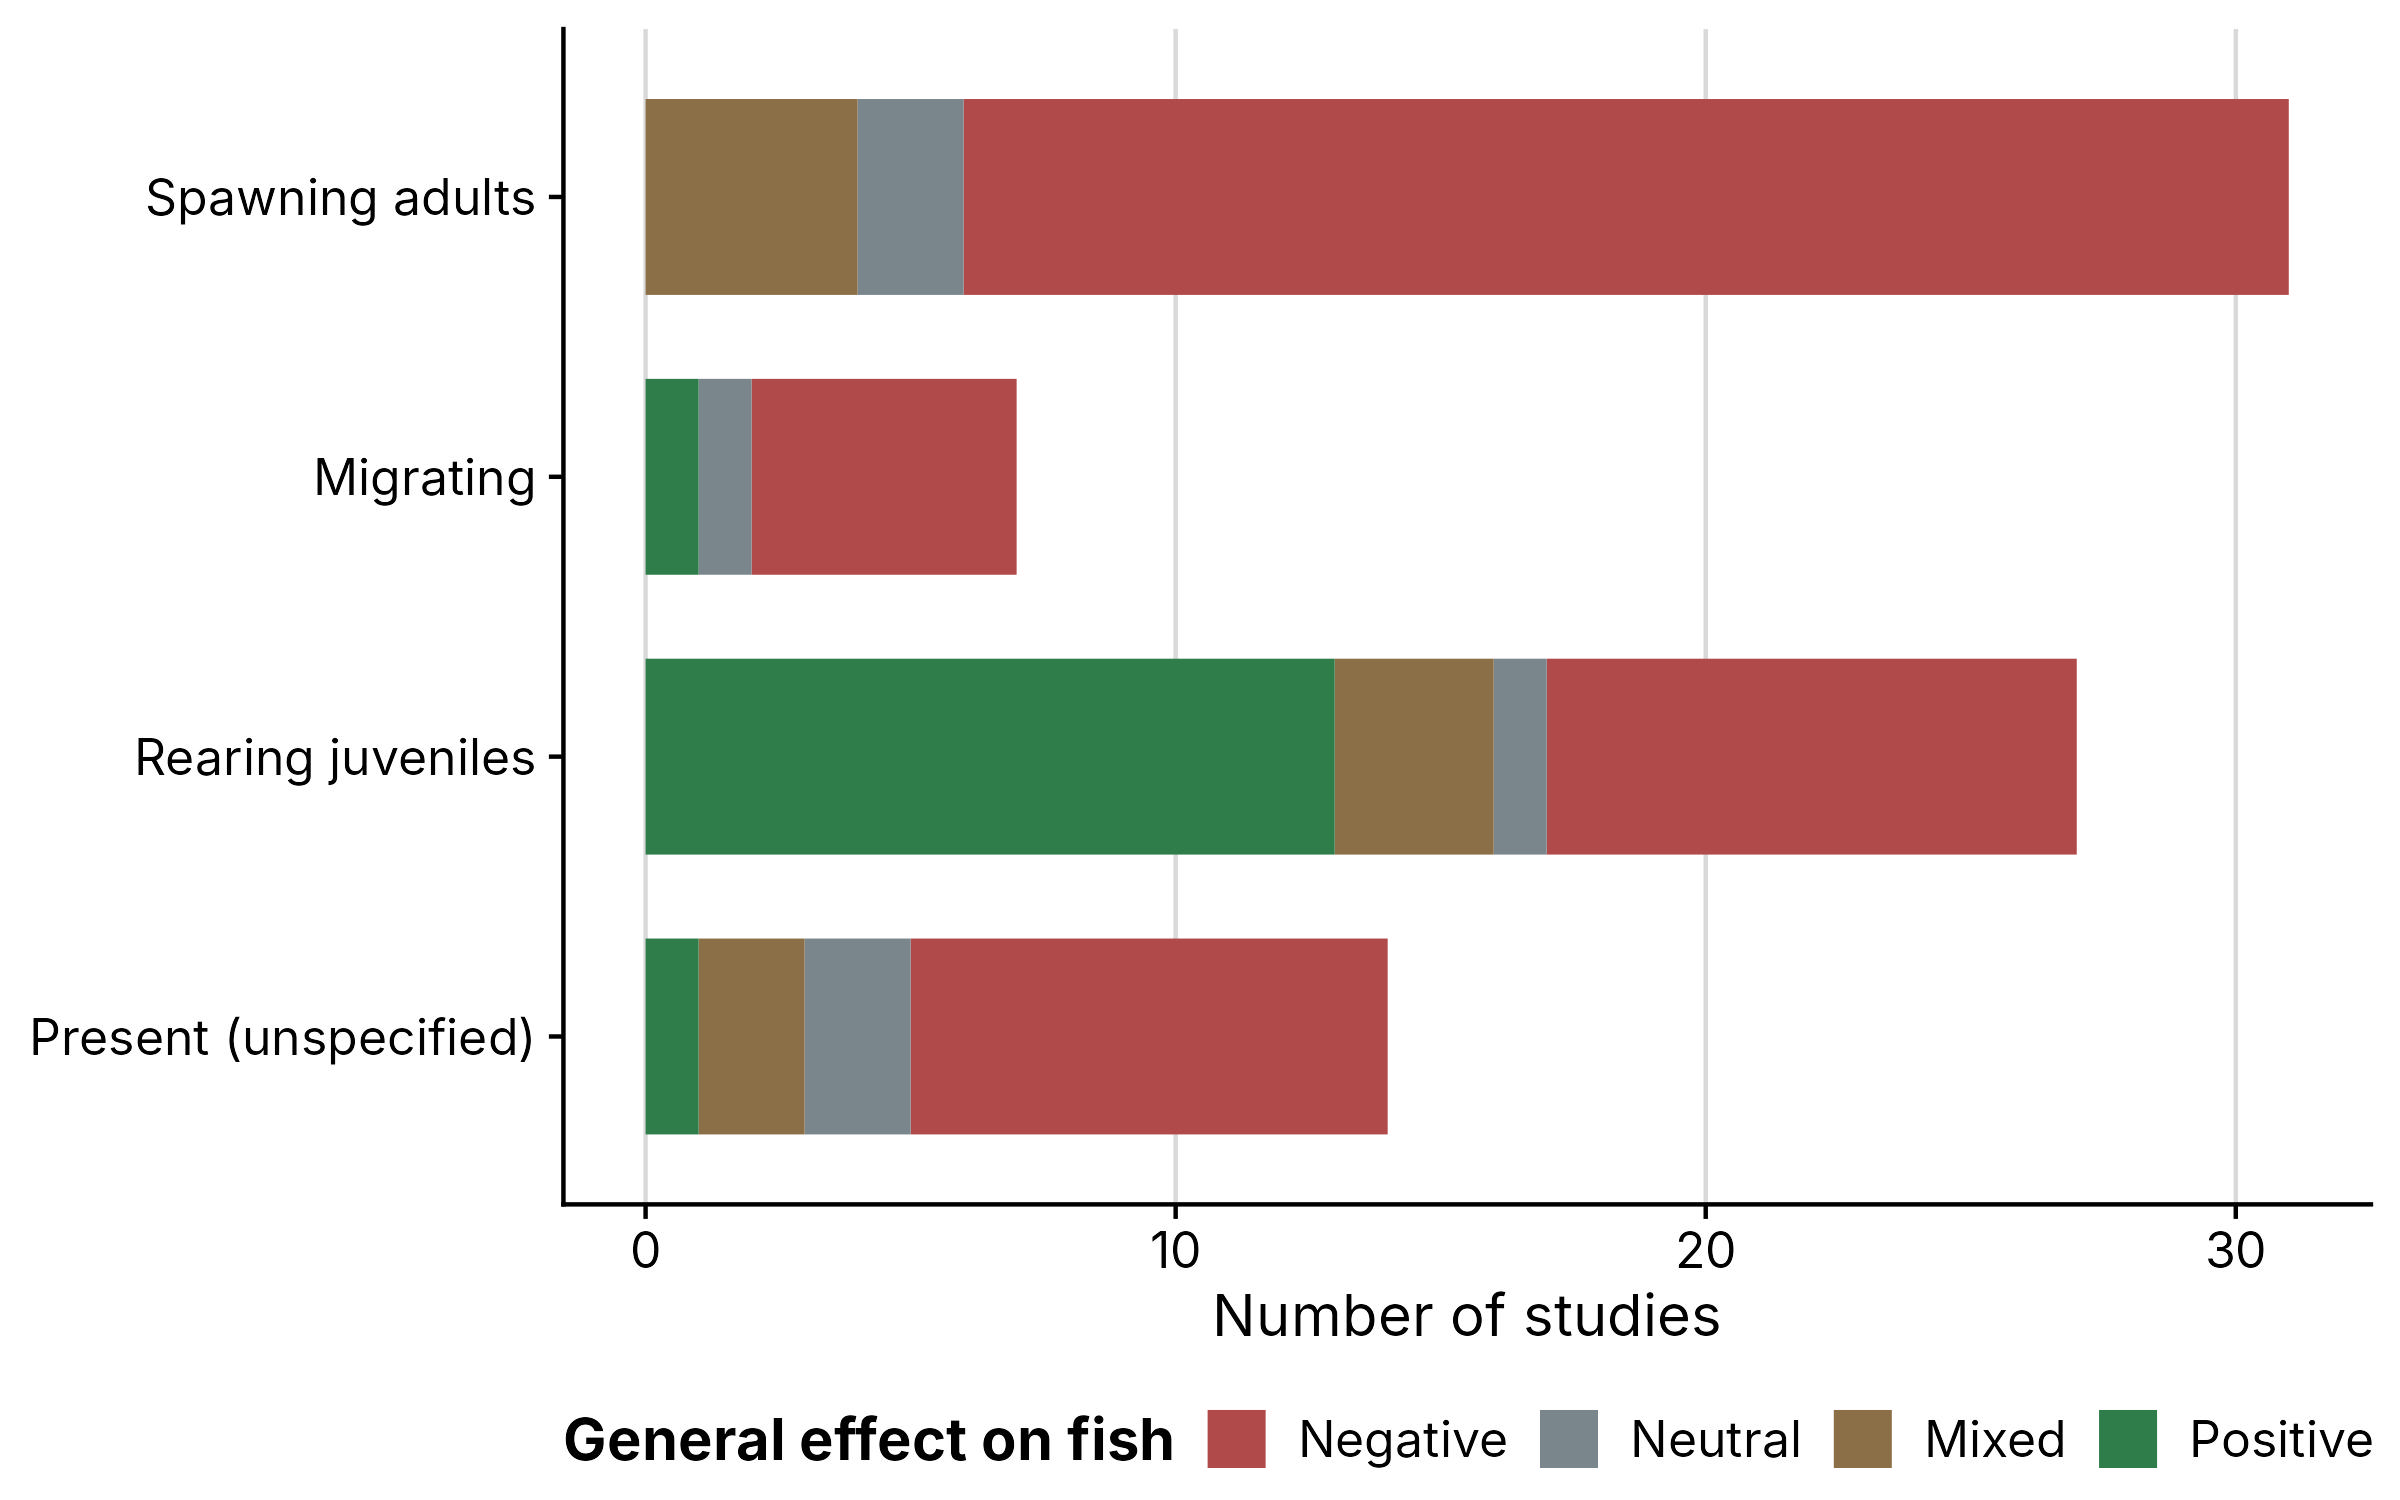 Spawning adults
Migrating
Rearing juveniles
Present (unspecified)
0 10 20 30
Number of studies
General effect on fish Negative Neutral Mixed Positive